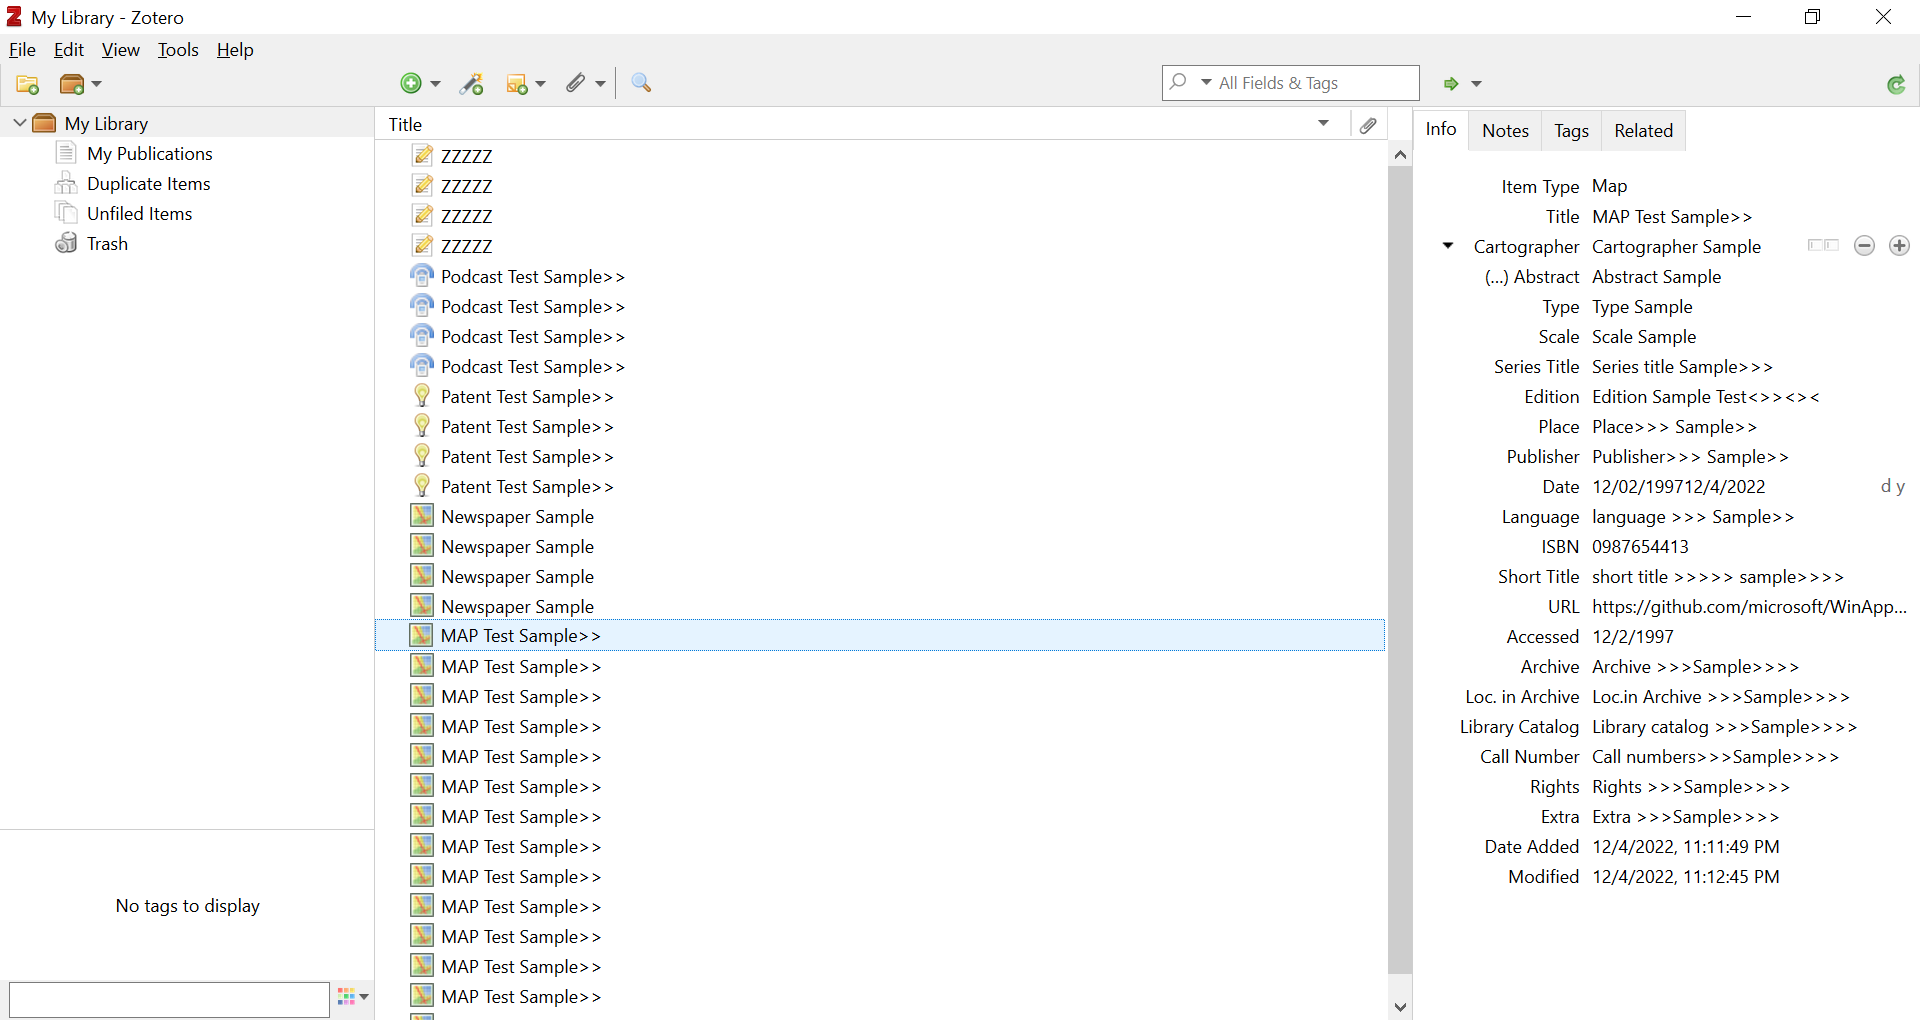 My Library - Zotero
File Edit View Tools Help
All Fields & Tags
My Library
My Publications
Duplicate Items
Unfiled Items
Trash
No tags to display
Title
ZZZZZ
ZZZZZ
ZZZZZ
ZZZZZ
Podcast Test Sample>>
Podcast Test Sample>>
Podcast Test Sample>>
Podcast Test Sample>>
Patent Test Sample>>
Patent Test Sample>>
Patent Test Sample>>
Patent Test Sample>>
Newspaper Sample
Newspaper Sample
Newspaper Sample
Newspaper Sample
MAP Test Sample>>
MAP Test Sample>>
MAP Test Sample>>
MAP Test Sample>>
MAP Test Sample>>
MAP Test Sample>>
MAP Test Sample>>
MAP Test Sample>>
MAP Test Sample>>
MAP Test Sample>>
MAP Test Sample>>
MAP Test Sample>>
MAP Test Sample>>
Info Notes Tags Related
Item Type Map
Title MAP Test Sample>>
Cartographer Cartographer Sample
(...) Abstract Abstract Sample
Type Type Sample
Scale Scale Sample
Series Title Series title Sample>>>
Edition Edition Sample Test<>><><
Place Place>>> Sample>>
Publisher Publisher>>> Sample>>
Date 12/02/199712/4/2022 d y
Language language >>> Sample>>
ISBN 0987654413
Short Title short title >>>>> sample>>>>
URL https://github.com/microsoft/WinApp...
Accessed 12/2/1997
Archive Archive >>>Sample>>>>
Loc. in Archive Loc.in Archive >>>Sample>>>>
Library Catalog Library catalog >>>Sample>>>>
Call Number Call numbers>>>Sample>>>>
Rights Rights >>>Sample>>>>
Extra Extra >>>Sample>>>>
Date Added 12/4/2022, 11:11:49 PM
Modified 12/4/2022, 11:12:45 PM